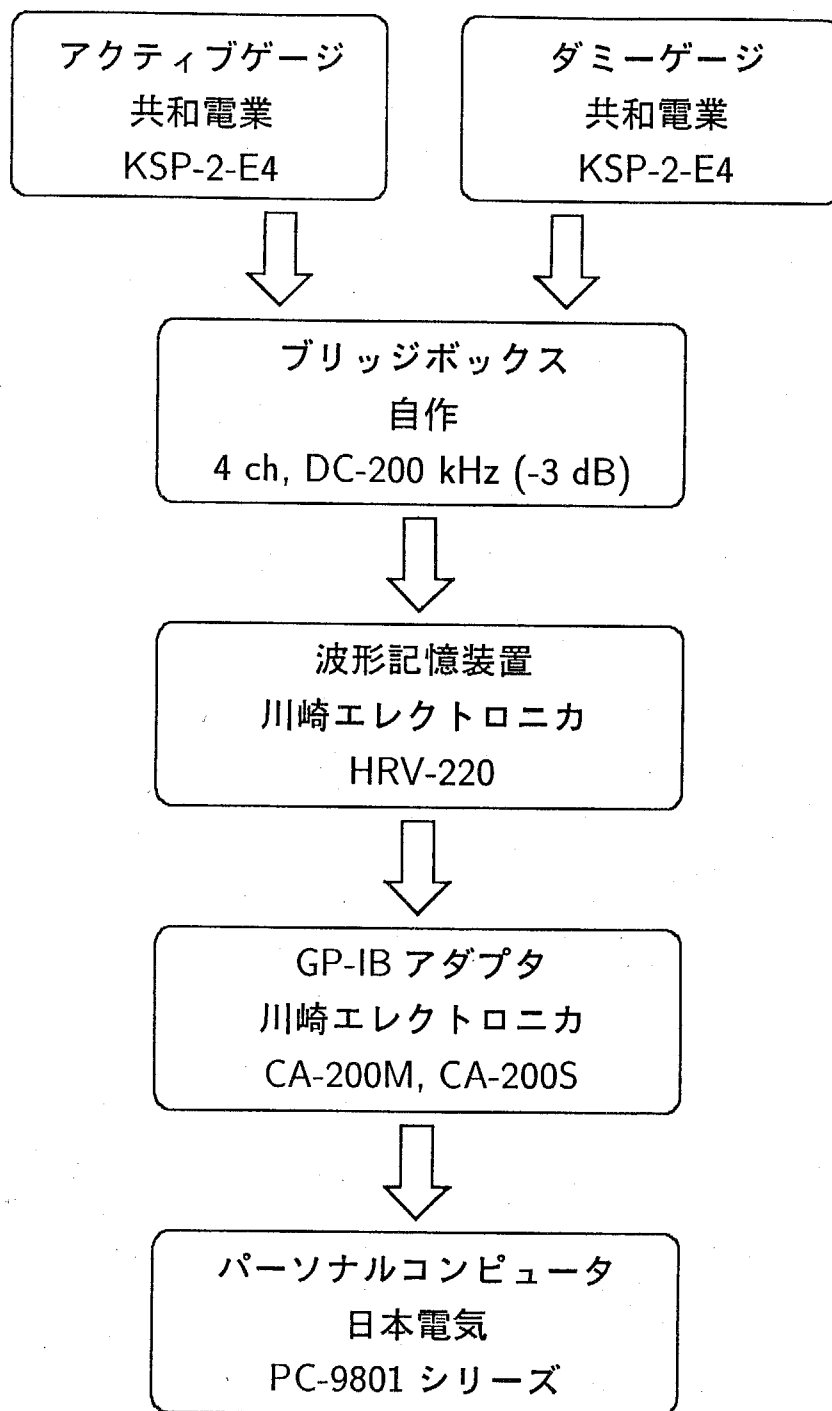 アクティブゲージ
共和電業
KSP-2-E4
ダミーゲージ
共和電業
KSP-2-E4
ブリッジボックス
自作
4 ch, DC-200 kHz (-3 dB)
波形記憶装置
川崎エレクトロニカ
HRV-220
GP-IB アダプタ
川崎エレクトロニカ
CA-200M, CA-200S
パーソナルコンピュータ
日本電気
PC-9801 シリーズ